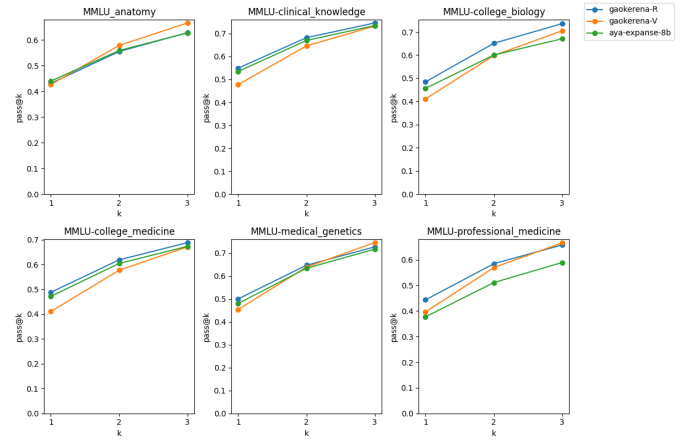 MMLU_anatomy
MMLU-clinical_knowledge
MMLU-college_biology
gaokerena-R
gaokerena-V
aya-expanse-8b
pass@k
0.6
0.5
0.4
0.3
0.2
0.1
0.0
1 2 3
k
pass@k
0.7
0.6
0.5
0.4
0.3
0.2
0.1
0.0
1 2 3
k
pass@k
0.7
0.6
0.5
0.4
0.3
0.2
0.1
0.0
1 2 3
k
MMLU-college_medicine
MMLU-medical_genetics
MMLU-professional_medicine
pass@k
0.7
0.6
0.5
0.4
0.3
0.2
0.1
0.0
1 2 3
k
pass@k
0.7
0.6
0.5
0.4
0.3
0.2
0.1
0.0
1 2 3
k
pass@k
0.6
0.5
0.4
0.3
0.2
0.1
0.0
1 2 3
k